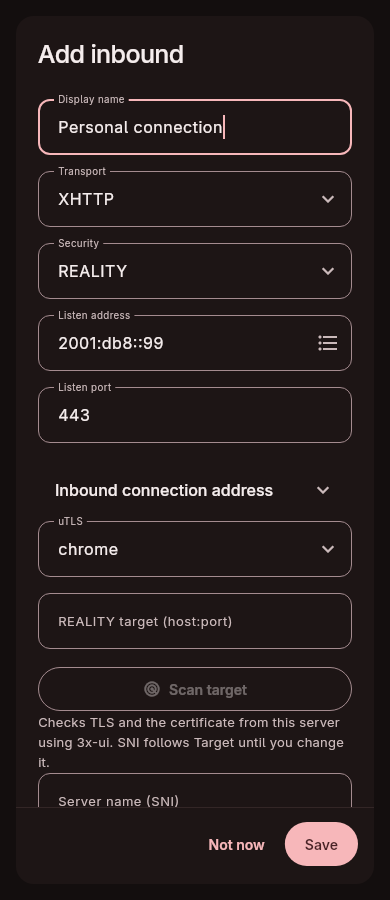 Add inbound
Display name
Personal connection
Transport
XHTTP
Security
REALITY
Listen address
2001:db8::99
Listen port
443
Inbound connection address
uTLS
chrome
REALITY target (host:port)
Scan target
Checks TLS and the certificate from this server
using 3x-ui. SNI follows Target until you change
it.
Server name (SNI)
Not now
Save